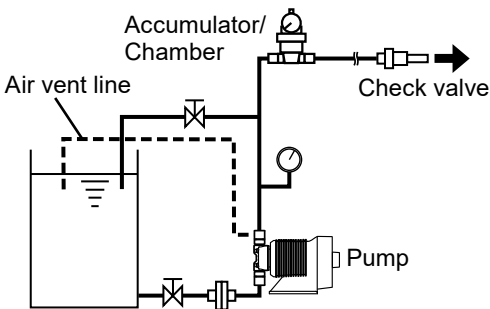 Accumulator/
Chamber
Air vent line
Check valve
Pump